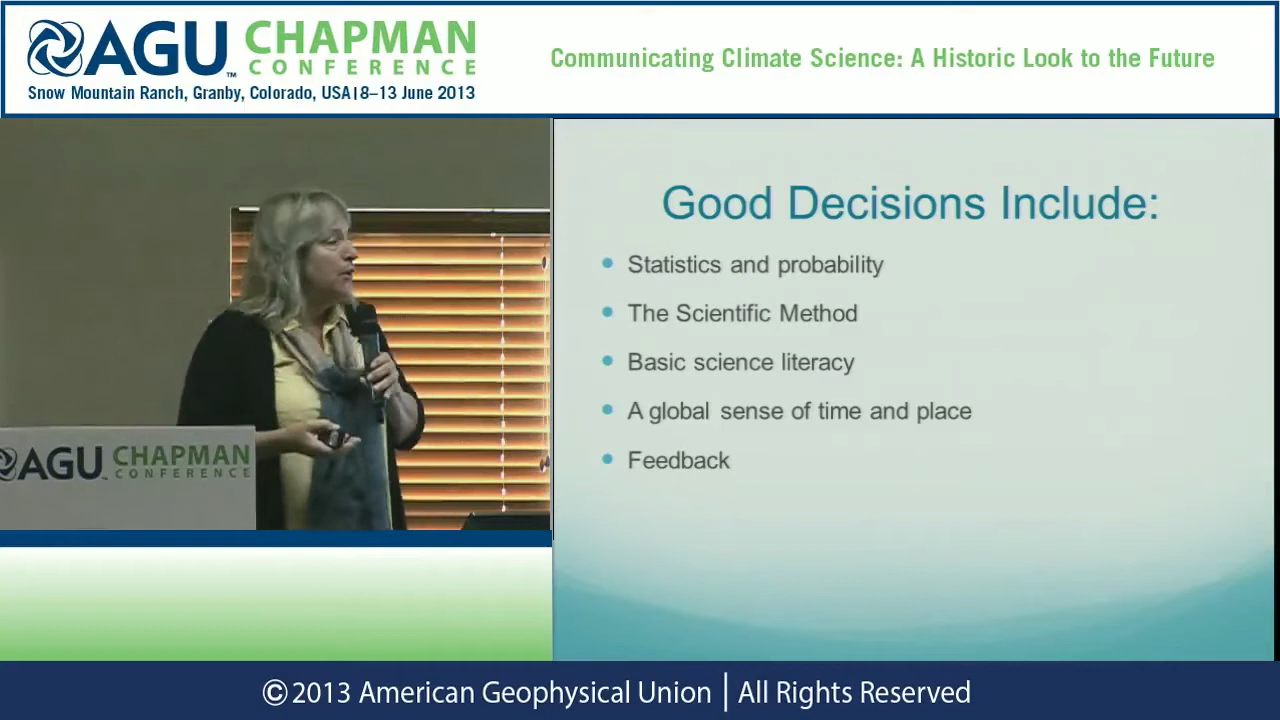 AGU™ CHAPMAN
CONFERENCE
Snow Mountain Ranch, Granby, Colorado, USA|8–13 June 2013
Communicating Climate Science: A Historic Look to the Future
Good Decisions Include:
• Statistics and probability
• The Scientific Method
• Basic science literacy
• A global sense of time and place
• Feedback
AGU™ CHAPMAN
CONFERENCE
©2013 American Geophysical Union | All Rights Reserved